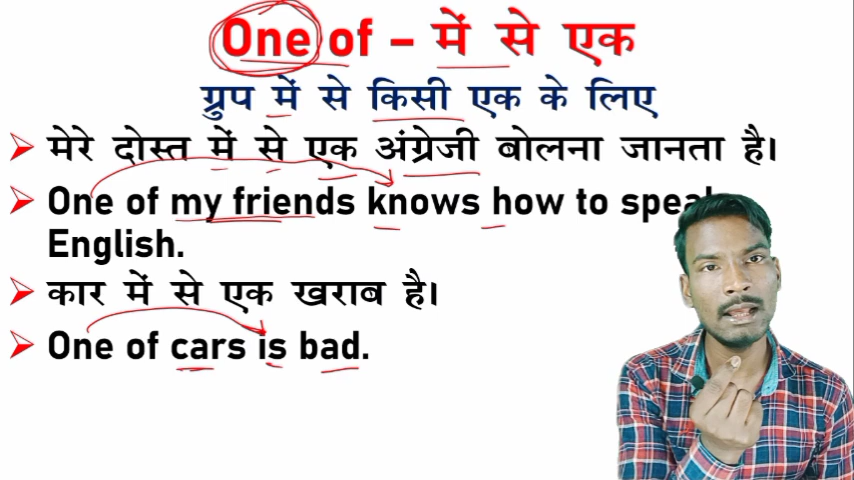 One of – में से एक
ग्रुप में से किसी एक के लिए
मेरे दोस्त में से एक अंग्रेजी बोलना जानता है।
One of my friends knows how to
English.
कार में से एक खराब है।
One of cars is bad.